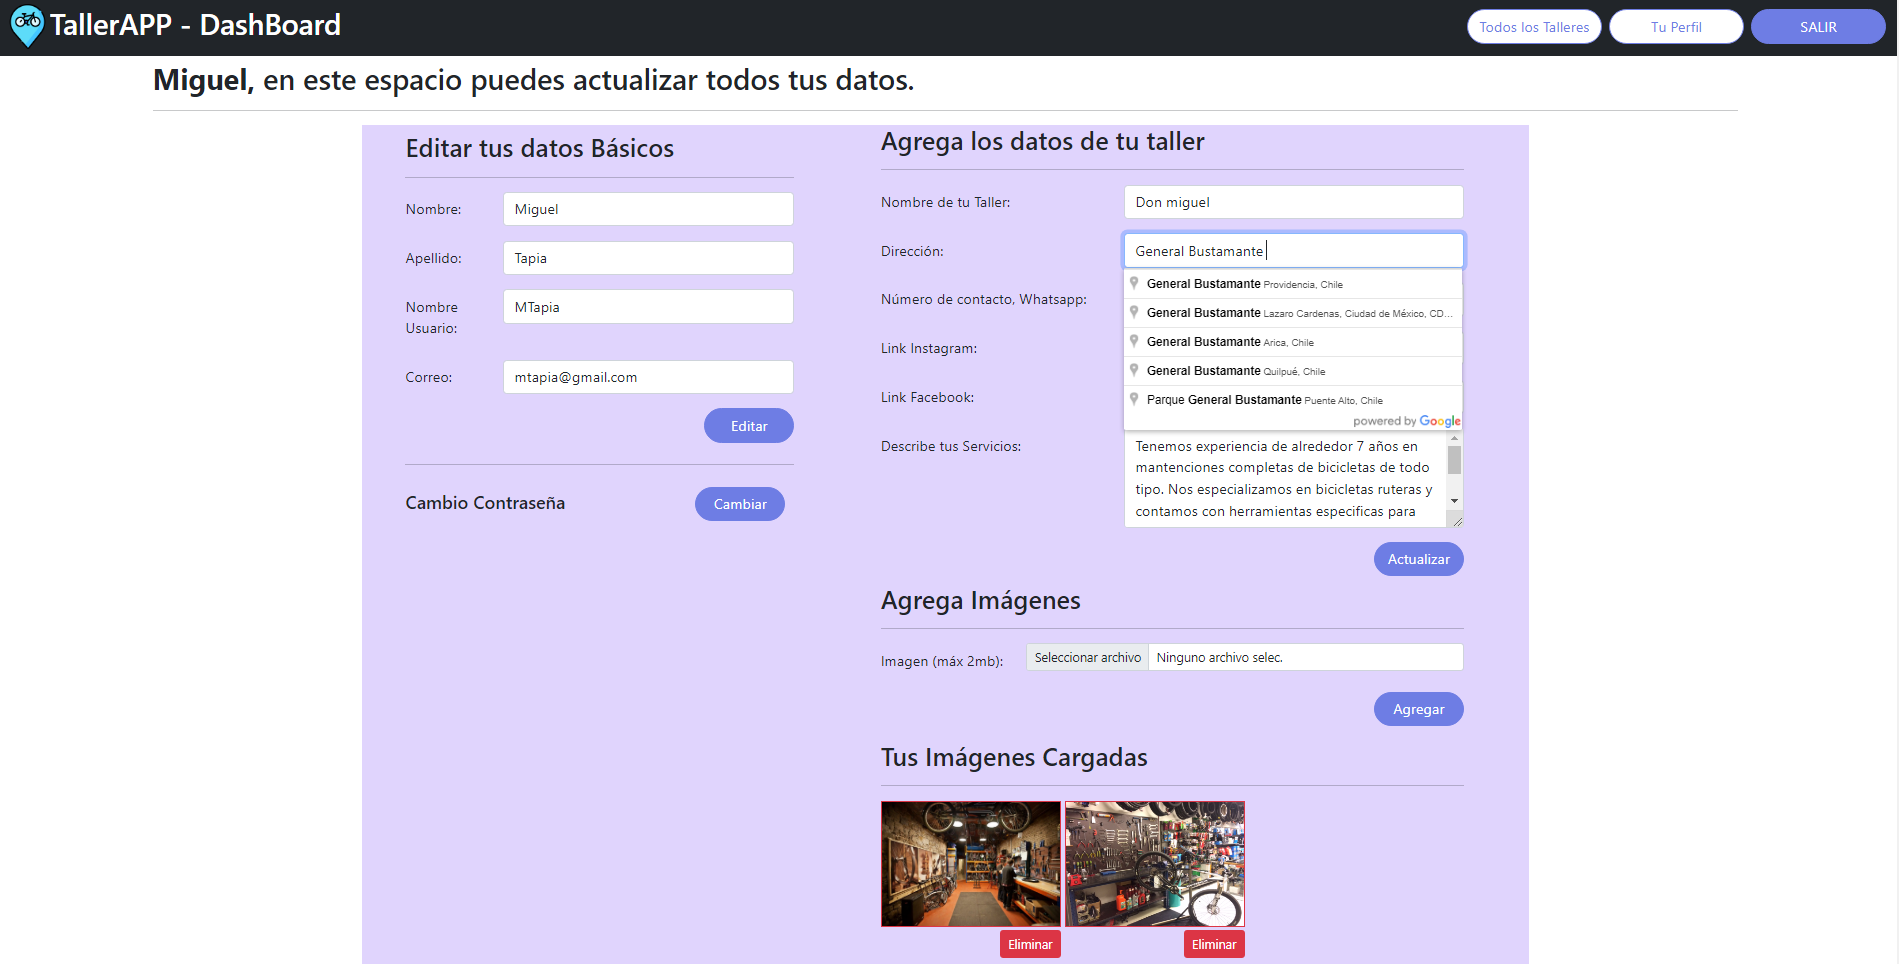 TallerAPP - DashBoard
Todos los Talleres
Tu Perfil
SALIR
Miguel, en este espacio puedes actualizar todos tus datos.
Editar tus datos Básicos
Nombre:
Miguel
Apellido:
Tapia
Nombre
Usuario:
MTapia
Correo:
mtapia@gmail.com
Editar
Cambio Contraseña
Cambiar
Agrega los datos de tu taller
Nombre de tu Taller:
Don miguel
Dirección:
General Bustamante
General Bustamante Providencia, Chile
General Bustamante Lazaro Cardenas, Ciudad de México, CD...
General Bustamante Arica, Chile
General Bustamante Quilpué, Chile
Parque General Bustamante Puente Alto, Chile
powered by Google
Número de contacto, Whatsapp:
Link Instagram:
Link Facebook:
Describe tus Servicios:
Tenemos experiencia de alrededor 7 años en
mantenciones completas de bicicletas de todo
tipo. Nos especializamos en bicicletas ruteras y
contamos con herramientas especificas para
Actualizar
Agrega Imágenes
Imagen (máx 2mb):
Seleccionar archivo
Ninguno archivo selec.
Agregar
Tus Imágenes Cargadas
Eliminar
Eliminar